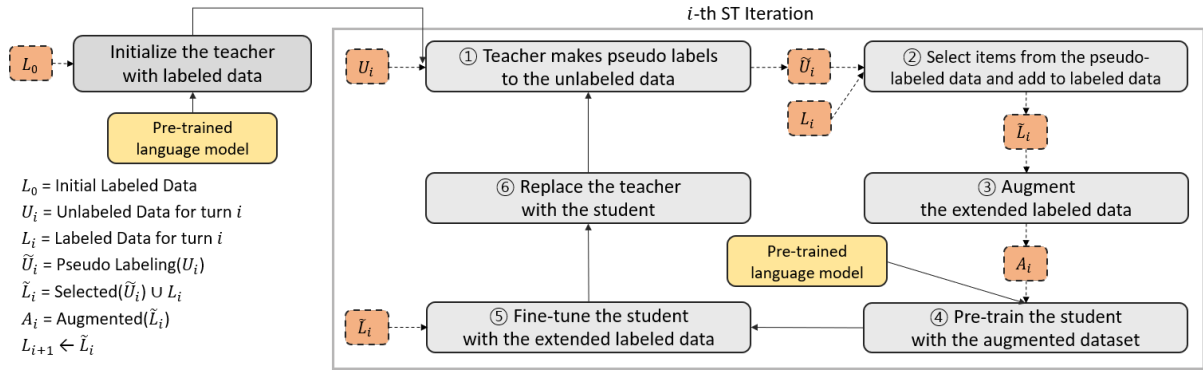 i-th ST Iteration
L₀
Initialize the teacher
with labeled data
Pre-trained
language model
L₀ = Initial Labeled Data
Uᵢ = Unlabeled Data for turn i
Lᵢ = Labeled Data for turn i
Ũᵢ = Pseudo Labeling(Uᵢ)
L̃ᵢ = Selected(Ũᵢ) ∪ Lᵢ
Aᵢ = Augmented(L̃ᵢ)
Lᵢ₊₁ ← L̃ᵢ
Uᵢ
① Teacher makes pseudo labels
to the unlabeled data
Ũᵢ
Lᵢ
② Select items from the pseudo-
labeled data and add to labeled data
L̃ᵢ
③ Augment
the extended labeled data
Aᵢ
Pre-trained
language model
④ Pre-train the student
with the augmented dataset
L̃ᵢ
⑤ Fine-tune the student
with the extended labeled data
⑥ Replace the teacher
with the student